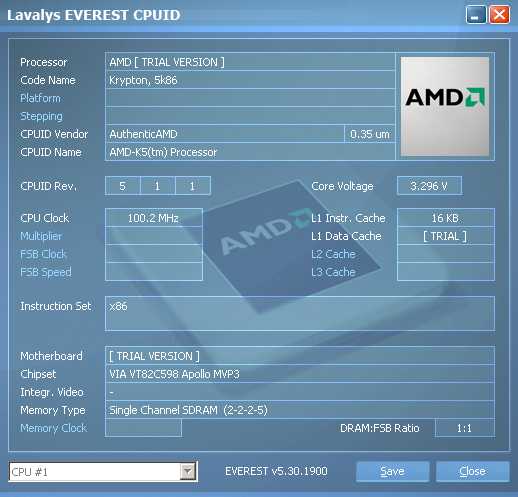 Lavalys EVEREST CPUID
Processor AMD [ TRIAL VERSION ]
Code Name Krypton, 5k86
Platform
Stepping
CPUID Vendor AuthenticAMD 0.35 um
CPUID Name AMD-K5(tm) Processor
AMD
CPUID Rev. 5 1 1 Core Voltage 3.296 V
CPU Clock 100.2 MHz L1 Instr. Cache 16 KB
Multiplier L1 Data Cache [ TRIAL ]
FSB Clock L2 Cache
FSB Speed L3 Cache
AMD
Instruction Set x86
Motherboard [ TRIAL VERSION ]
Chipset VIA VT82C598 Apollo MVP3
Integr. Video -
Memory Type Single Channel SDRAM (2-2-2-5)
Memory Clock DRAM:FSB Ratio 1:1
CPU #1 EVEREST v5.30.1900 Save Close